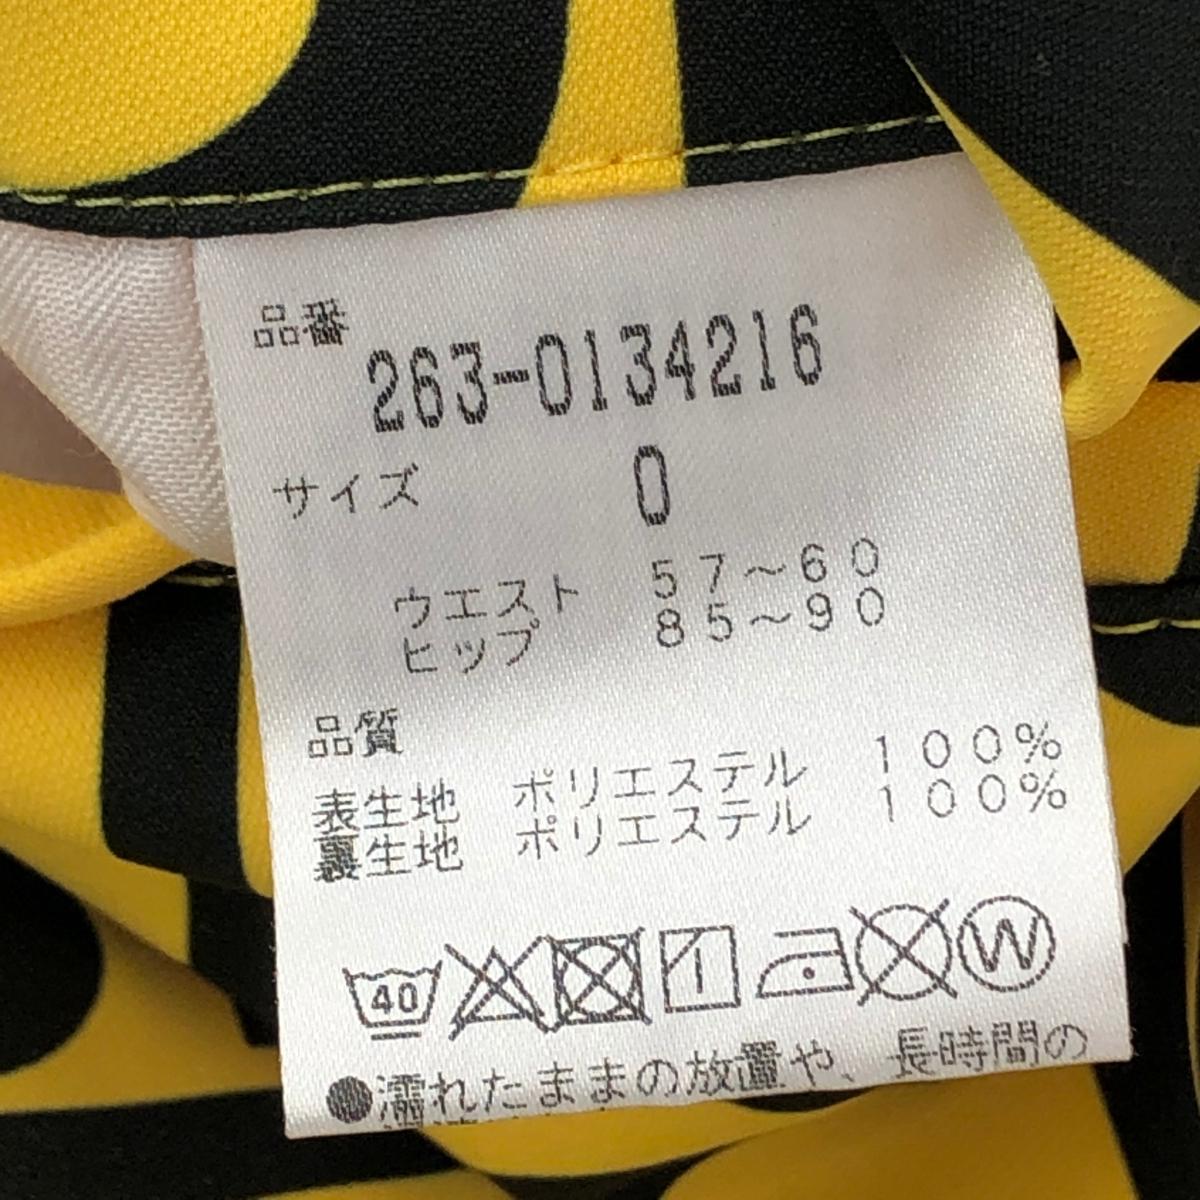 品番
263-0134216
サイズ 0
ウエスト 57～60
ヒップ 85～90
品質
表生地 ポリエステル 100%
裏生地 ポリエステル 100%
40 W
●濡れたままの放置や、長時間の